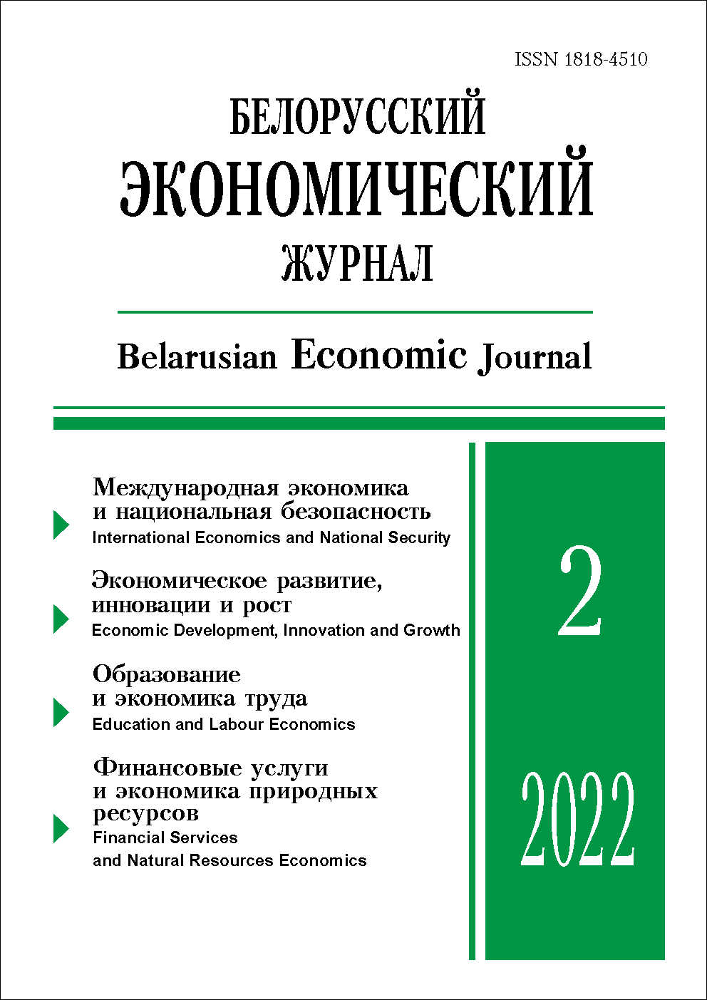 ISSN 1818-4510
БЕЛОРУССКИЙ
ЭКОНОМИЧЕСКИЙ
ЖУРНАЛ
Belarusian Economic Journal
Международная экономика
и национальная безопасность
International Economics and National Security
Экономическое развитие,
инновации и рост
Economic Development, Innovation and Growth
Образование
и экономика труда
Education and Labour Economics
Финансовые услуги
и экономика природных
ресурсов
Financial Services
and Natural Resources Economics
2
2022